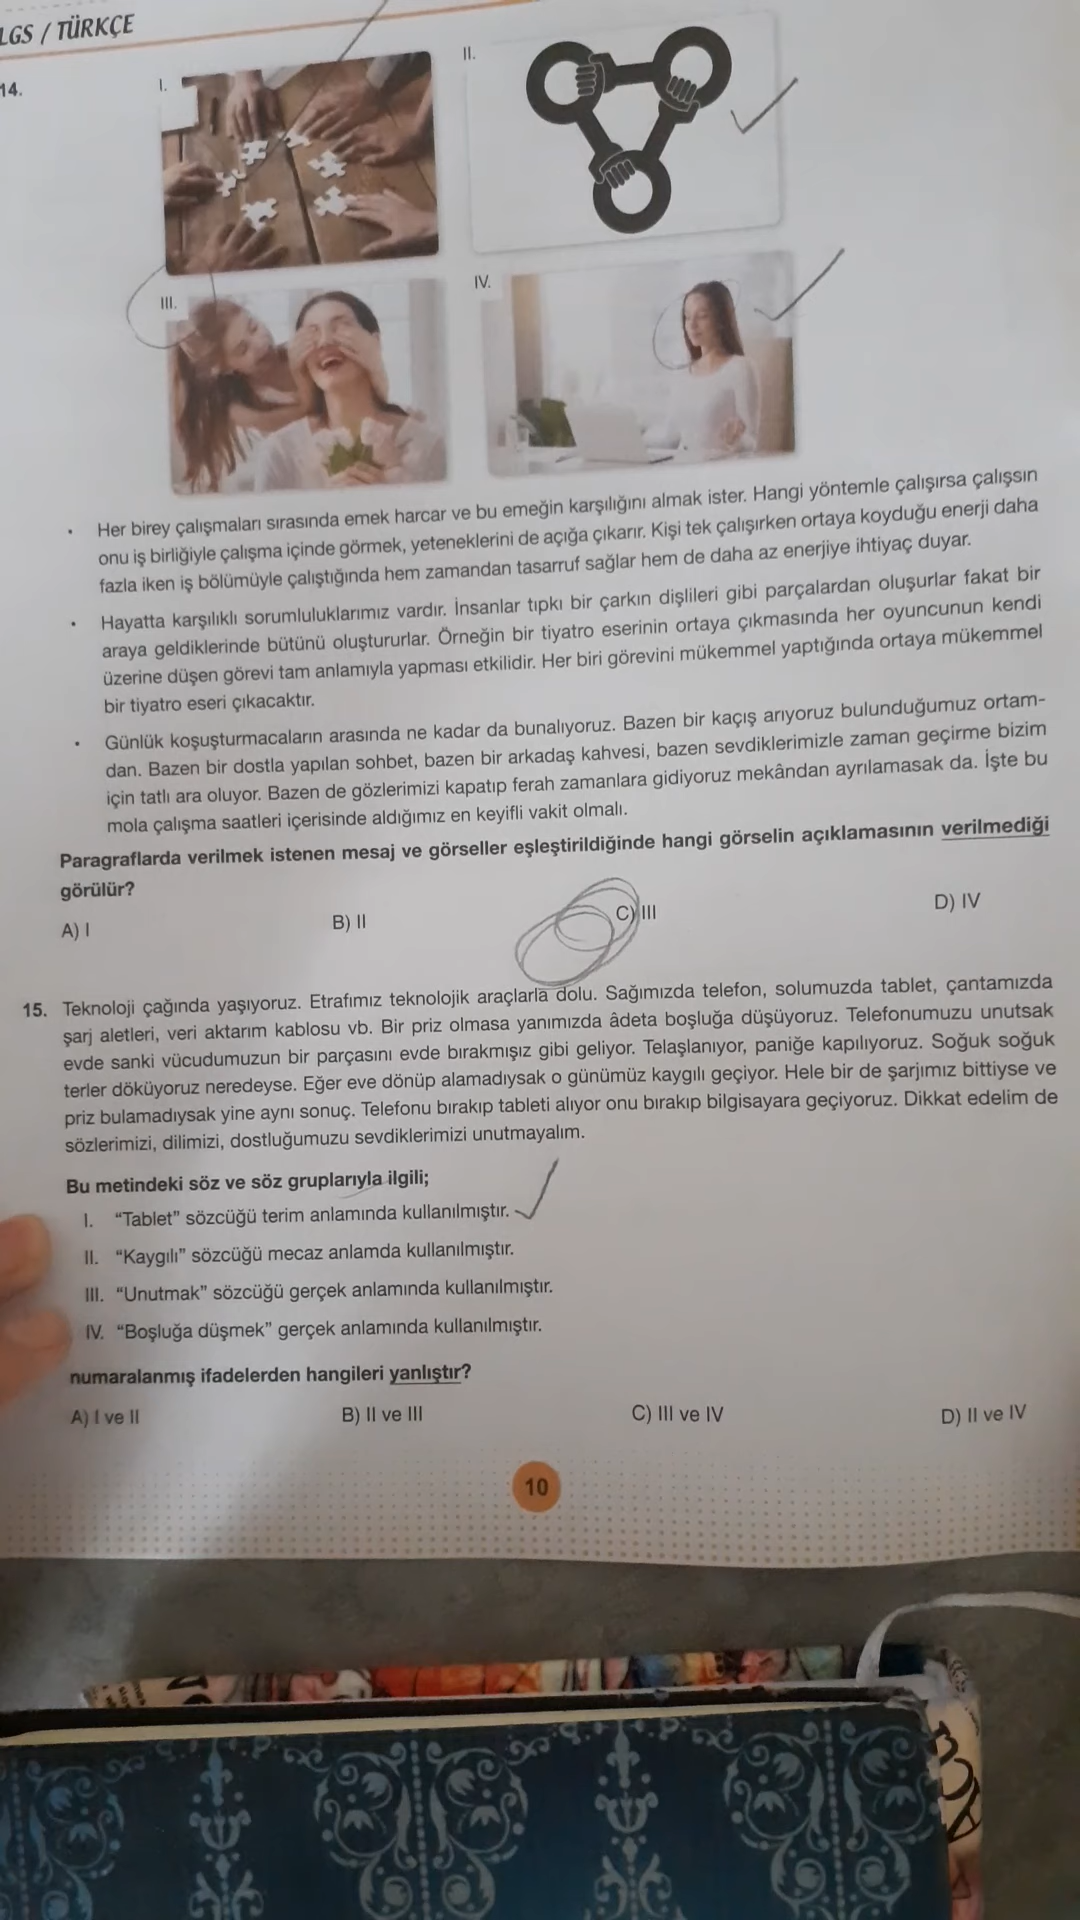 LGS / TÜRKÇE
14.
I.
II.
III.
IV.
• Her birey çalışmaları sırasında emek harcar ve bu emeğin karşılığını almak ister. Hangi yöntemle çalışırsa çalışsın
onu iş birliğiyle çalışma içinde görmek, yeteneklerini de açığa çıkarır. Kişi tek çalışırken ortaya koyduğu enerji daha
fazla iken iş bölümüyle çalıştığında hem zamandan tasarruf sağlar hem de daha az enerjiye ihtiyaç duyar.
• Hayatta karşılıklı sorumluluklarımız vardır. İnsanlar tıpkı bir çarkın dişlileri gibi parçalardan oluşurlar fakat bir
araya geldiklerinde bütünü oluştururlar. Örneğin bir tiyatro eserinin ortaya çıkmasında her oyuncunun kendi
üzerine düşen görevi tam anlamıyla yapması etkilidir. Her biri görevini mükemmel yaptığında ortaya mükemmel
bir tiyatro eseri çıkacaktır.
• Günlük koşuşturmacaların arasında ne kadar da bunalıyoruz. Bazen bir kaçış arıyoruz bulunduğumuz ortam-
dan. Bazen bir dostla yapılan sohbet, bazen bir arkadaş kahvesi, bazen sevdiklerimizle zaman geçirme bizim
için tatlı ara oluyor. Bazen de gözlerimizi kapatıp ferah zamanlara gidiyoruz mekândan ayrılamasak da. İşte bu
mola çalışma saatleri içerisinde aldığımız en keyifli vakit olmalı.
Paragraflarda verilmek istenen mesaj ve görseller eşleştirildiğinde hangi görselin açıklamasının verilmediği
görülür?
A) I
B) II
C) III
D) IV
15. Teknoloji çağında yaşıyoruz. Etrafımız teknolojik araçlarla dolu. Sağımızda telefon, solumuzda tablet, çantamızda
şarj aletleri, veri aktarım kablosu vb. Bir priz olmasa yanımızda âdeta boşluğa düşüyoruz. Telefonumuzu unutsak
evde sanki vücudumuzun bir parçasını evde bırakmışız gibi geliyor. Telaşlanıyor, paniğe kapılıyoruz. Soğuk soğuk
terler döküyoruz neredeyse. Eğer eve dönüp alamadıysak o günümüz kaygılı geçiyor. Hele bir de şarjımız bittiyse ve
priz bulamadıysak yine aynı sonuç. Telefonu bırakıp tableti alıyor onu bırakıp bilgisayara geçiyoruz. Dikkat edelim de
sözlerimizi, dilimizi, dostluğumuzu sevdiklerimizi unutmayalım.
Bu metindeki söz ve söz gruplarıyla ilgili;
I. "Tablet" sözcüğü terim anlamında kullanılmıştır.
II. "Kaygılı" sözcüğü mecaz anlamda kullanılmıştır.
III. "Unutmak" sözcüğü gerçek anlamında kullanılmıştır.
IV. "Boşluğa düşmek" gerçek anlamında kullanılmıştır.
numaralanmış ifadelerden hangileri yanlıştır?
A) I ve II
B) II ve III
C) III ve IV
D) II ve IV
10